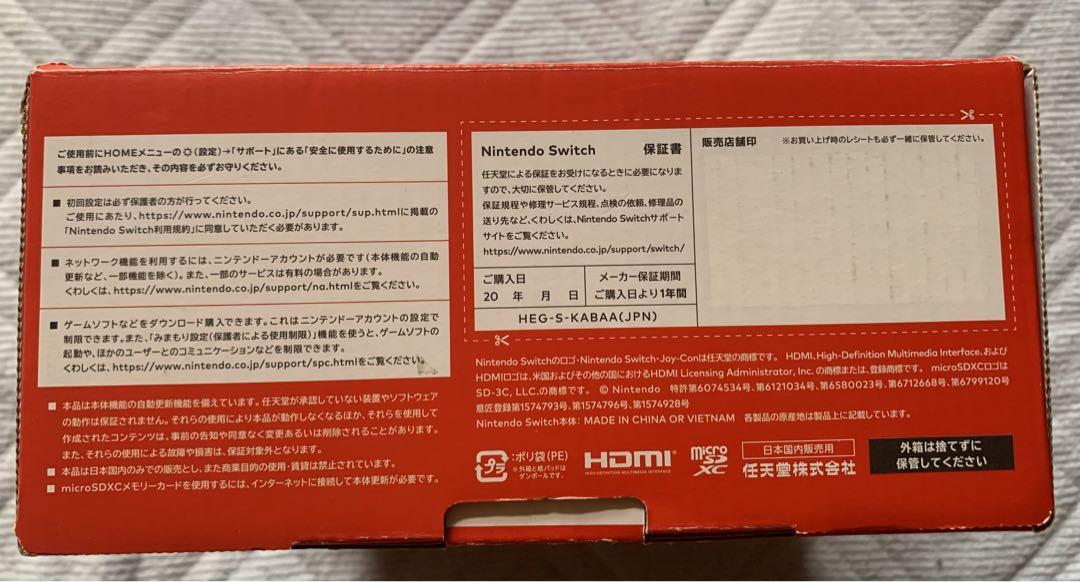 ご使用前にHOMEメニューの(設定)→「サポート」にある「安全に使用するために」の注意
事項をお読みいただき、その内容を必ずお守りください。
■ 初回設定は必ず保護者の方が行ってください。
ご使用にあたり、https://www.nintendo.co.jp/support/sup.htmlに掲載の
「Nintendo Switch利用規約」に同意していただく必要があります。
■ ネットワーク機能を利用するには、ニンテンドーアカウントが必要です(本体機能の自動
更新など、一部機能を除く)。また、一部のサービスは有料の場合があります。
くわしくは、https://www.nintendo.co.jp/support/na.htmlをご覧ください。
■ ゲームソフトなどをダウンロード購入できます。これはニンテンドーアカウントの設定で
制限できます。また、「みまもり設定(保護者による使用制限)」機能を使うと、ゲームソフトの
起動や、ほかのユーザーとのコミュニケーションなどを制限できます。
くわしくは、https://www.nintendo.co.jp/support/spc.htmlをご覧ください。
■ 本品は本体機能の自動更新機能を備えています。任天堂が承認していない装置やソフトウェア
の動作は保証されません。それらの使用により本品が動作しなくなるほか、それらを使用して
作成されたコンテンツは、事前の告知や同意なく変更あるいは削除されることがあります。
また、それらの使用による故障や損害は、保証対象外となります。
■ 本品は日本国内のみでの販売とし、また商業目的の使用・賃貸は禁止されています。
■ microSDXCメモリーカードを使用するには、インターネットに接続して本体更新が必要です。
Nintendo Switch 保証書
任天堂による保証をお受けになるときに必要になりま
すので、大切に保管してください。
保証規程や修理サービス規程、点検の依頼、修理品の
送り先など、くわしくは、Nintendo Switchサポート
サイトをご覧ください。
https://www.nintendo.co.jp/support/switch/
ご購入日
20 年 月 日
メーカー保証期間
ご購入日より1年間
HEG-S-KABAA(JPN)
販売店舗印 ※お買い上げ時のレシートも必ず一緒に保管してください。
Nintendo Switchのロゴ・Nintendo Switch・Joy-Conは任天堂の商標です。 HDMI、High-Definition Multimedia Interface、および
HDMIロゴは、米国およびその他の国におけるHDMI Licensing Administrator, Inc. の商標または、登録商標です。 microSDXCロゴは
SD-3C, LLC.の商標です。 © Nintendo 特許第6074534号、第6121034号、第6580023号、第6712668号、第6799120号
意匠登録第1574793号、第1574796号、第1574928号
Nintendo Switch本体: MADE IN CHINA OR VIETNAM 各製品の原産地は製品上に記載しています。
プラ
:ポリ袋(PE)
※外箱と紙パッドは
ダンボールです。
HDMI
HIGH-DEFINITION MULTIMEDIA INTERFACE
micro
SD
XC
日本国内販売用
任天堂株式会社
外箱は捨てずに
保管してください